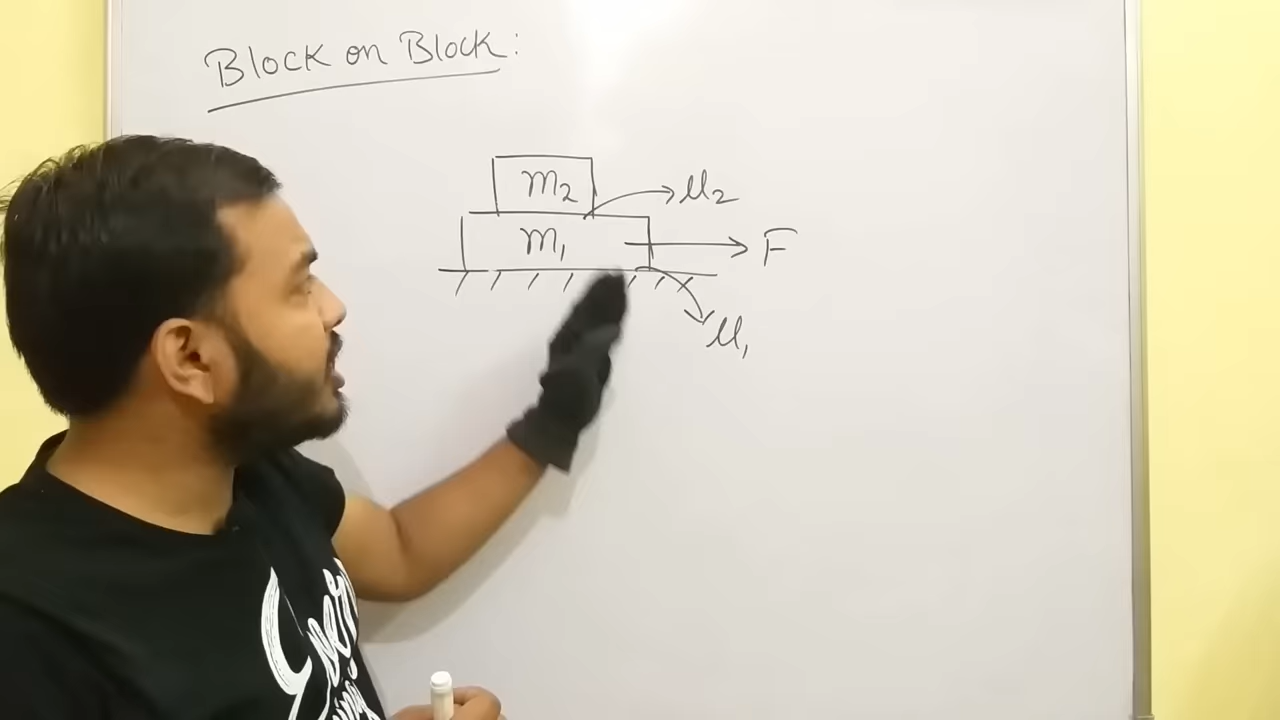 Block on Block:
m₂
μ₂
m₁
F
μ₁